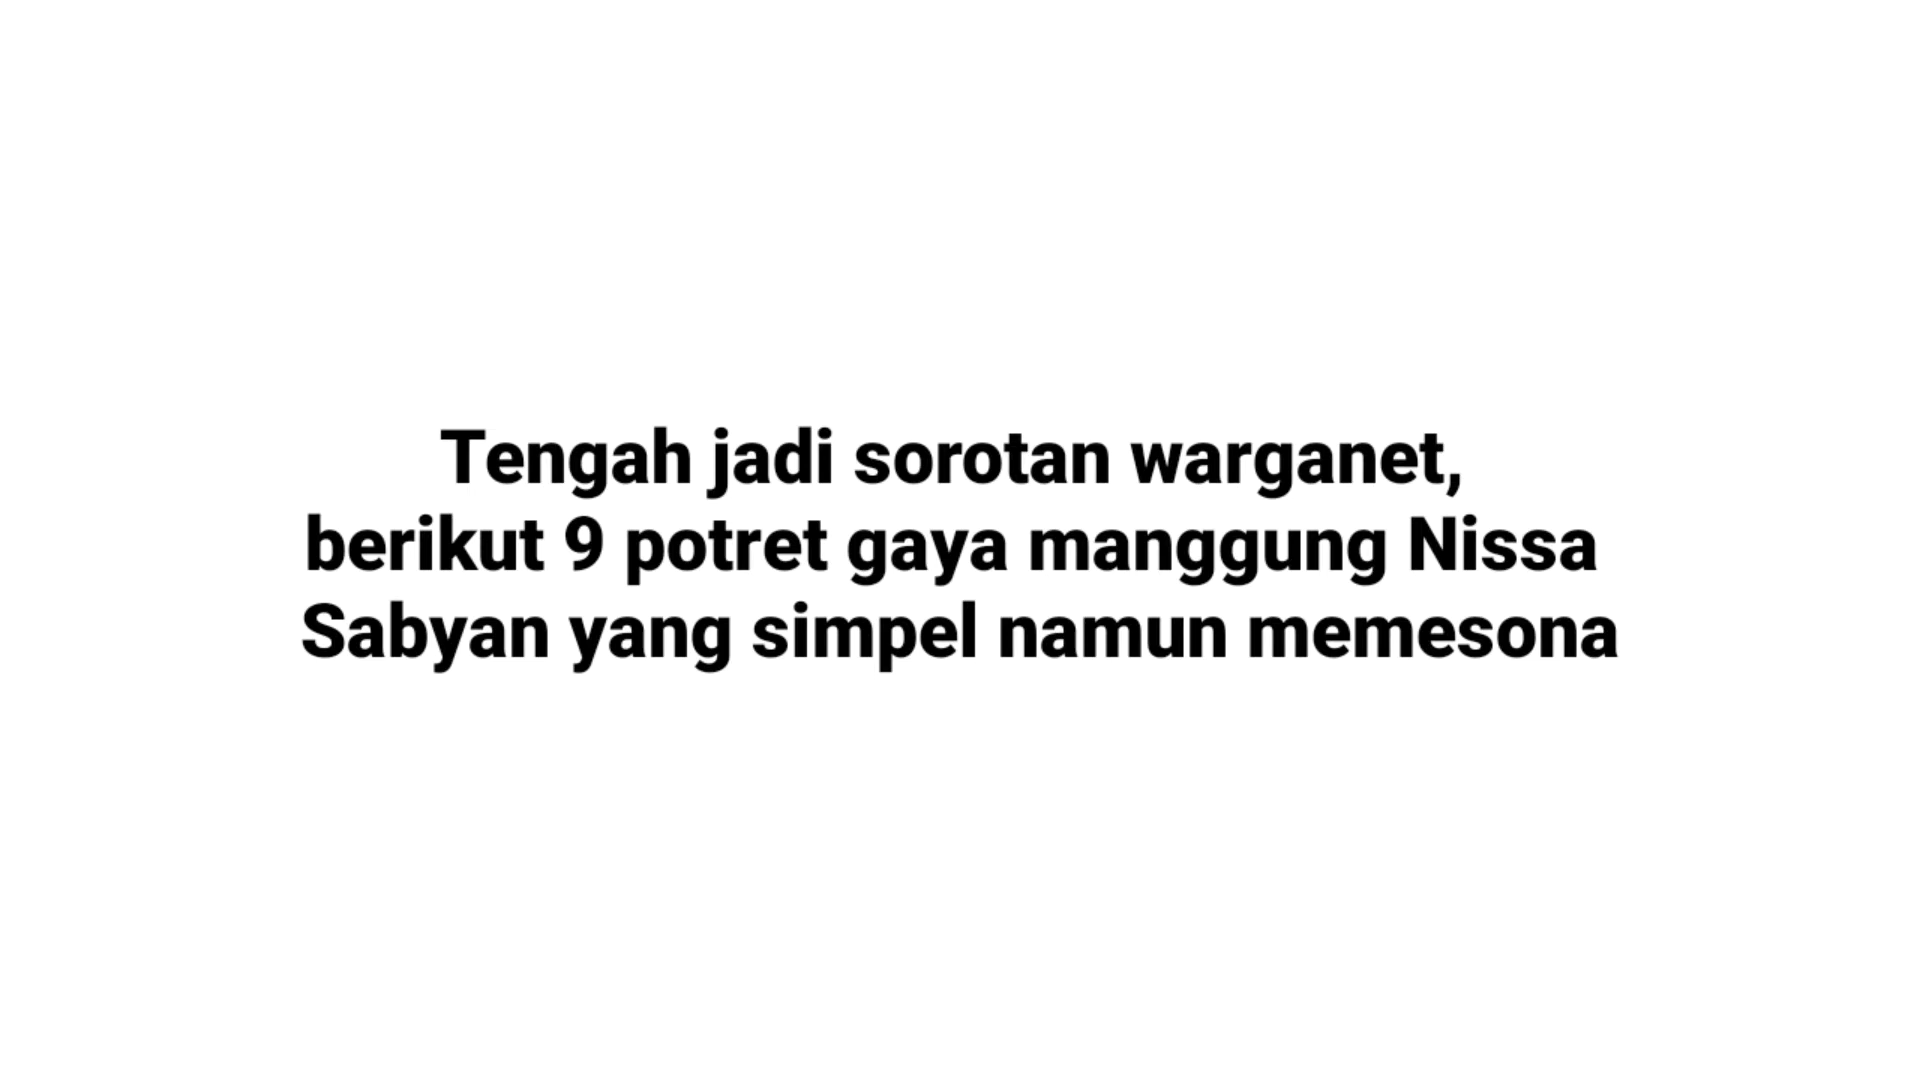 Tengah jadi sorotan warganet,
berikut 9 potret gaya manggung Nissa
Sabyan yang simpel namun memesona